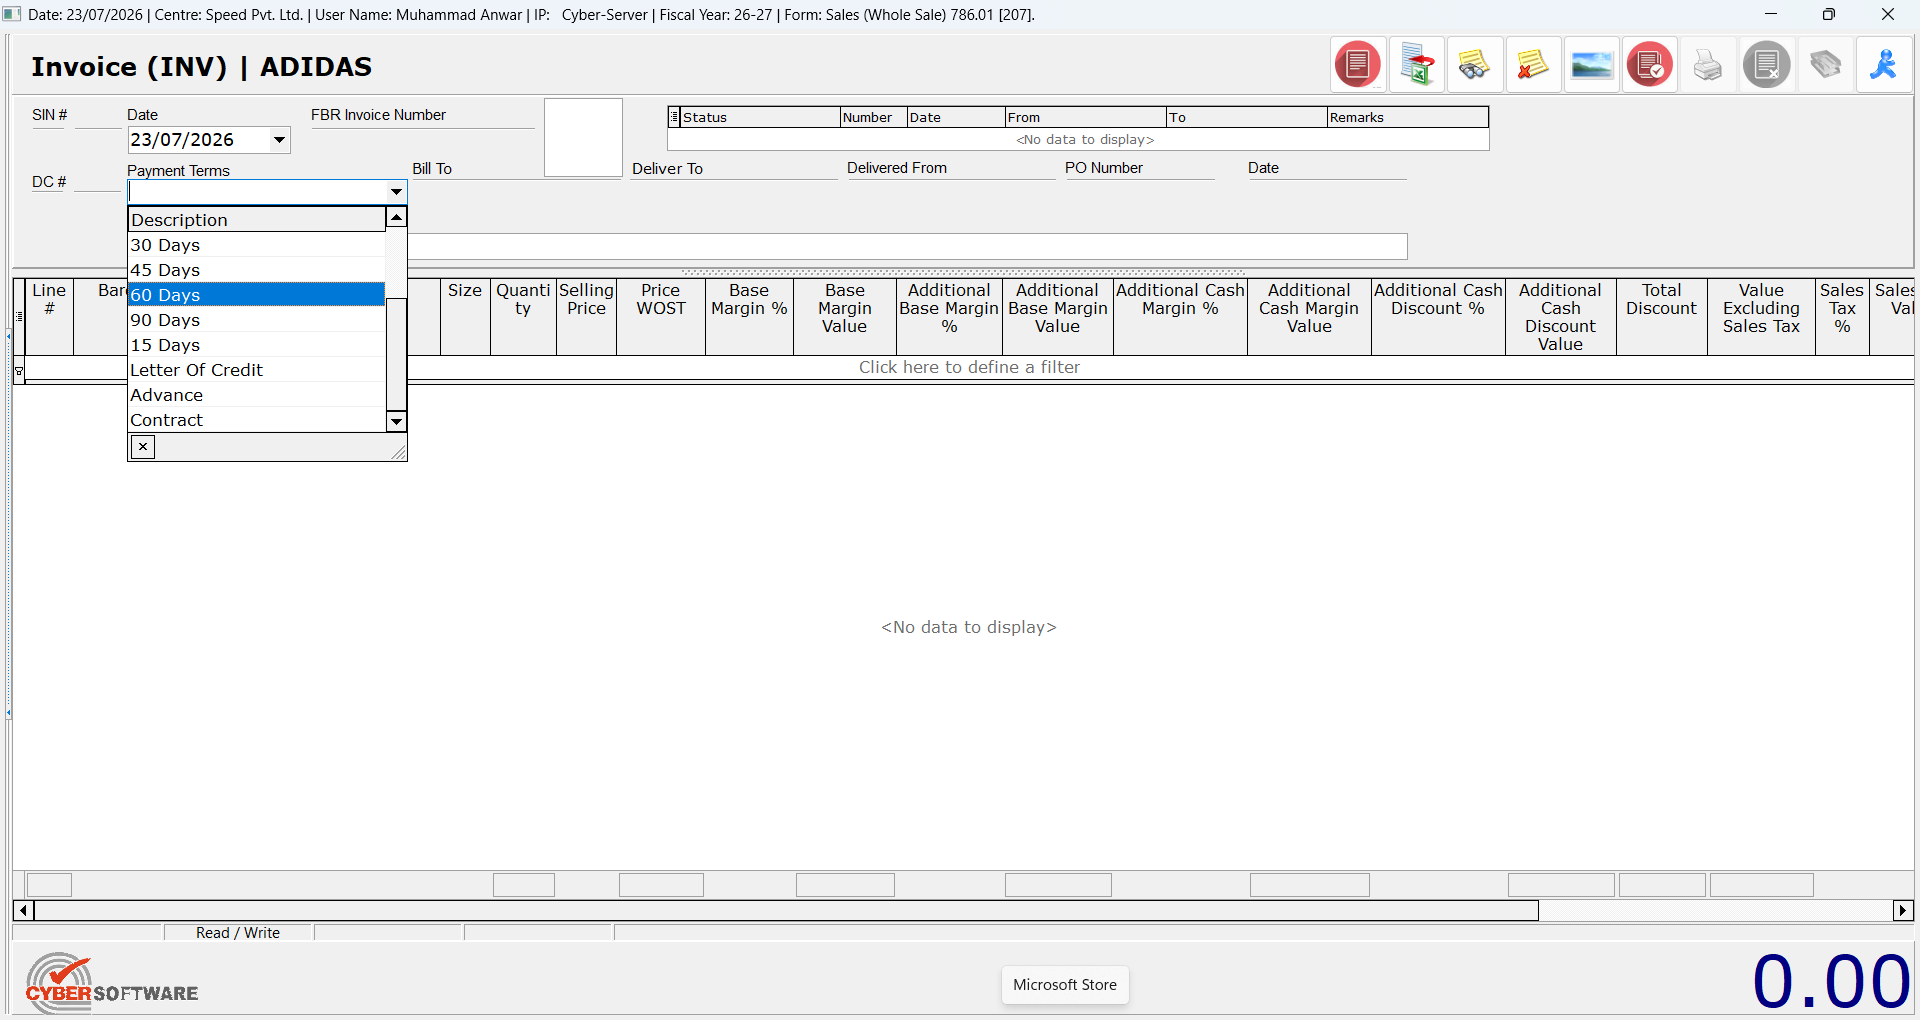 Date: 23/07/2026 | Centre: Speed Pvt. Ltd. | User Name: Muhammad Anwar | IP: Cyber-Server | Fiscal Year: 26-27 | Form: Sales (Whole Sale) 786.01 [207].
Invoice (INV) | ADIDAS
SIN #
Date
FBR Invoice Number
23/07/2026
Status
Number
Date
From
To
Remarks
<No data to display>
DC #
Payment Terms
Bill To
Deliver To
Delivered From
PO Number
Date
Description
30 Days
45 Days
60 Days
90 Days
15 Days
Letter Of Credit
Advance
Contract
Line #
Bar
Size
Quanti
ty
Selling
Price
Price
WOST
Base
Margin %
Base
Margin
Value
Additional
Base Margin
%
Additional
Base Margin
Value
Additional Cash
Margin %
Additional
Cash Margin
Value
Additional Cash
Discount %
Additional
Cash
Discount
Value
Total
Discount
Value
Excluding
Sales Tax
Sales
Tax
%
Sales
Val
Click here to define a filter
<No data to display>
Read / Write
CYBERSOFTWARE
Microsoft Store
0.00